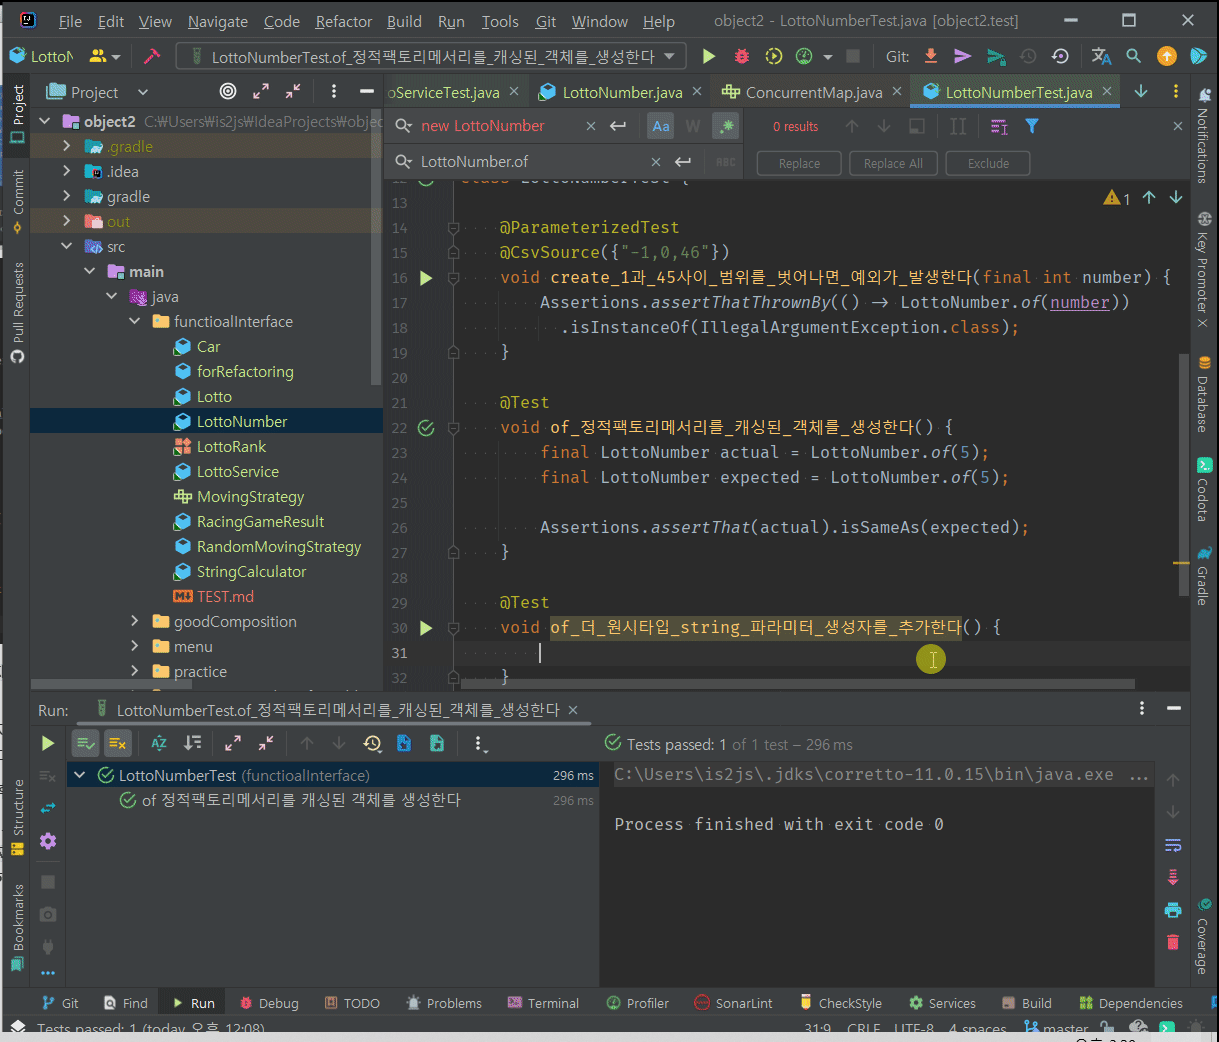 File Edit View Navigate Code Refactor Build Run Tools Git Window Help object2 - LottoNumberTest.java [object2.test]
LottoN LottoNumberTest.of_정적팩토리메서리를_캐싱된_객체를_생성한다 Git:
Project oServiceTest.java LottoNumber.java ConcurrentMap.java LottoNumberTest.java
object2 C:\Users\is2js\IdeaProjects\objec
new LottoNumber Aa W .* 0 results
LottoNumber.of ABC Replace Replace All Exclude
.gradle
.idea
gradle
out
src
main
java
functioalInterface
Car
forRefactoring
Lotto
LottoNumber
LottoRank
LottoService
MovingStrategy
RacingGameResult
RandomMovingStrategy
StringCalculator
TEST.md
goodComposition
menu
practice
1
12 class LottoNumberTest {
13
14 @ParameterizedTest
15 @CsvSource({"-1,0,46"})
16 void create_1과_45사이_범위를_벗어나면_예외가_발생한다(final int number) {
17 Assertions.assertThatThrownBy(() → LottoNumber.of(number))
18 .isInstanceOf(IllegalArgumentException.class);
19 }
20
21 @Test
22 void of_정적팩토리메서리를_캐싱된_객체를_생성한다() {
23 final LottoNumber actual = LottoNumber.of(5);
24 final LottoNumber expected = LottoNumber.of(5);
25
26 Assertions.assertThat(actual).isSameAs(expected);
27 }
28
29 @Test
30 void of_더_원시타입_string_파라미터_생성자를_추가한다() {
31
32 }
Project
Commit
Pull Requests
Structure
Bookmarks
Notifications
Key Promoter X
Database
Codota
Gradle
Coverage
Run: LottoNumberTest.of_정적팩토리메서리를_캐싱된_객체를_생성한다
Tests passed: 1 of 1 test – 296 ms
LottoNumberTest (functioalInterface) 296 ms
of 정적팩토리메서리를 캐싱된 객체를 생성한다 296 ms
C:\Users\is2js\.jdks\corretto-11.0.15\bin\java.exe ...
Process finished with exit code 0
Git Find Run Debug TODO Problems Terminal Profiler SonarLint CheckStyle Services Build Dependencies
Tests passed: 1 (today 오후 12:08) 31:9 CRLF UTF-8 4 spaces master